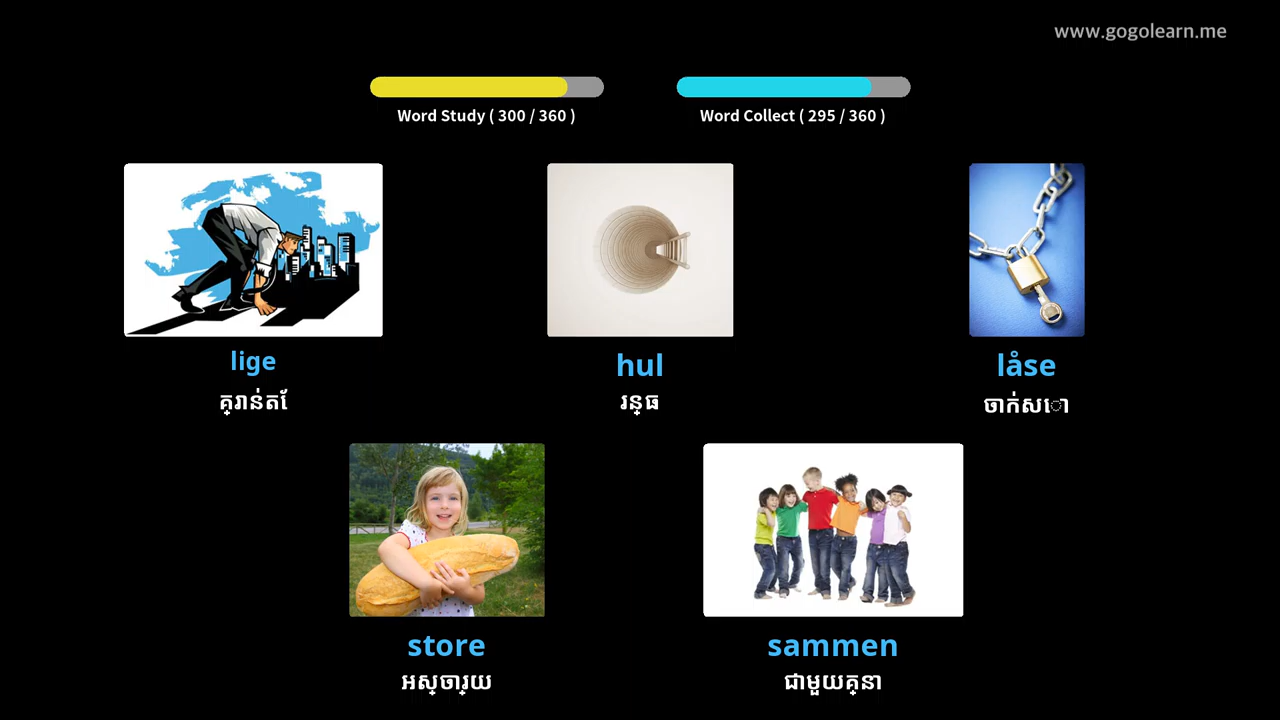 www.gogolearn.me
Word Study ( 300 / 360 )
Word Collect ( 295 / 360 )
lige
គ្រាន់តែ
hul
រន្ធ
låse
ចាក់សោ
store
អស្ចារ្យ
sammen
ជាមួយគ្នា